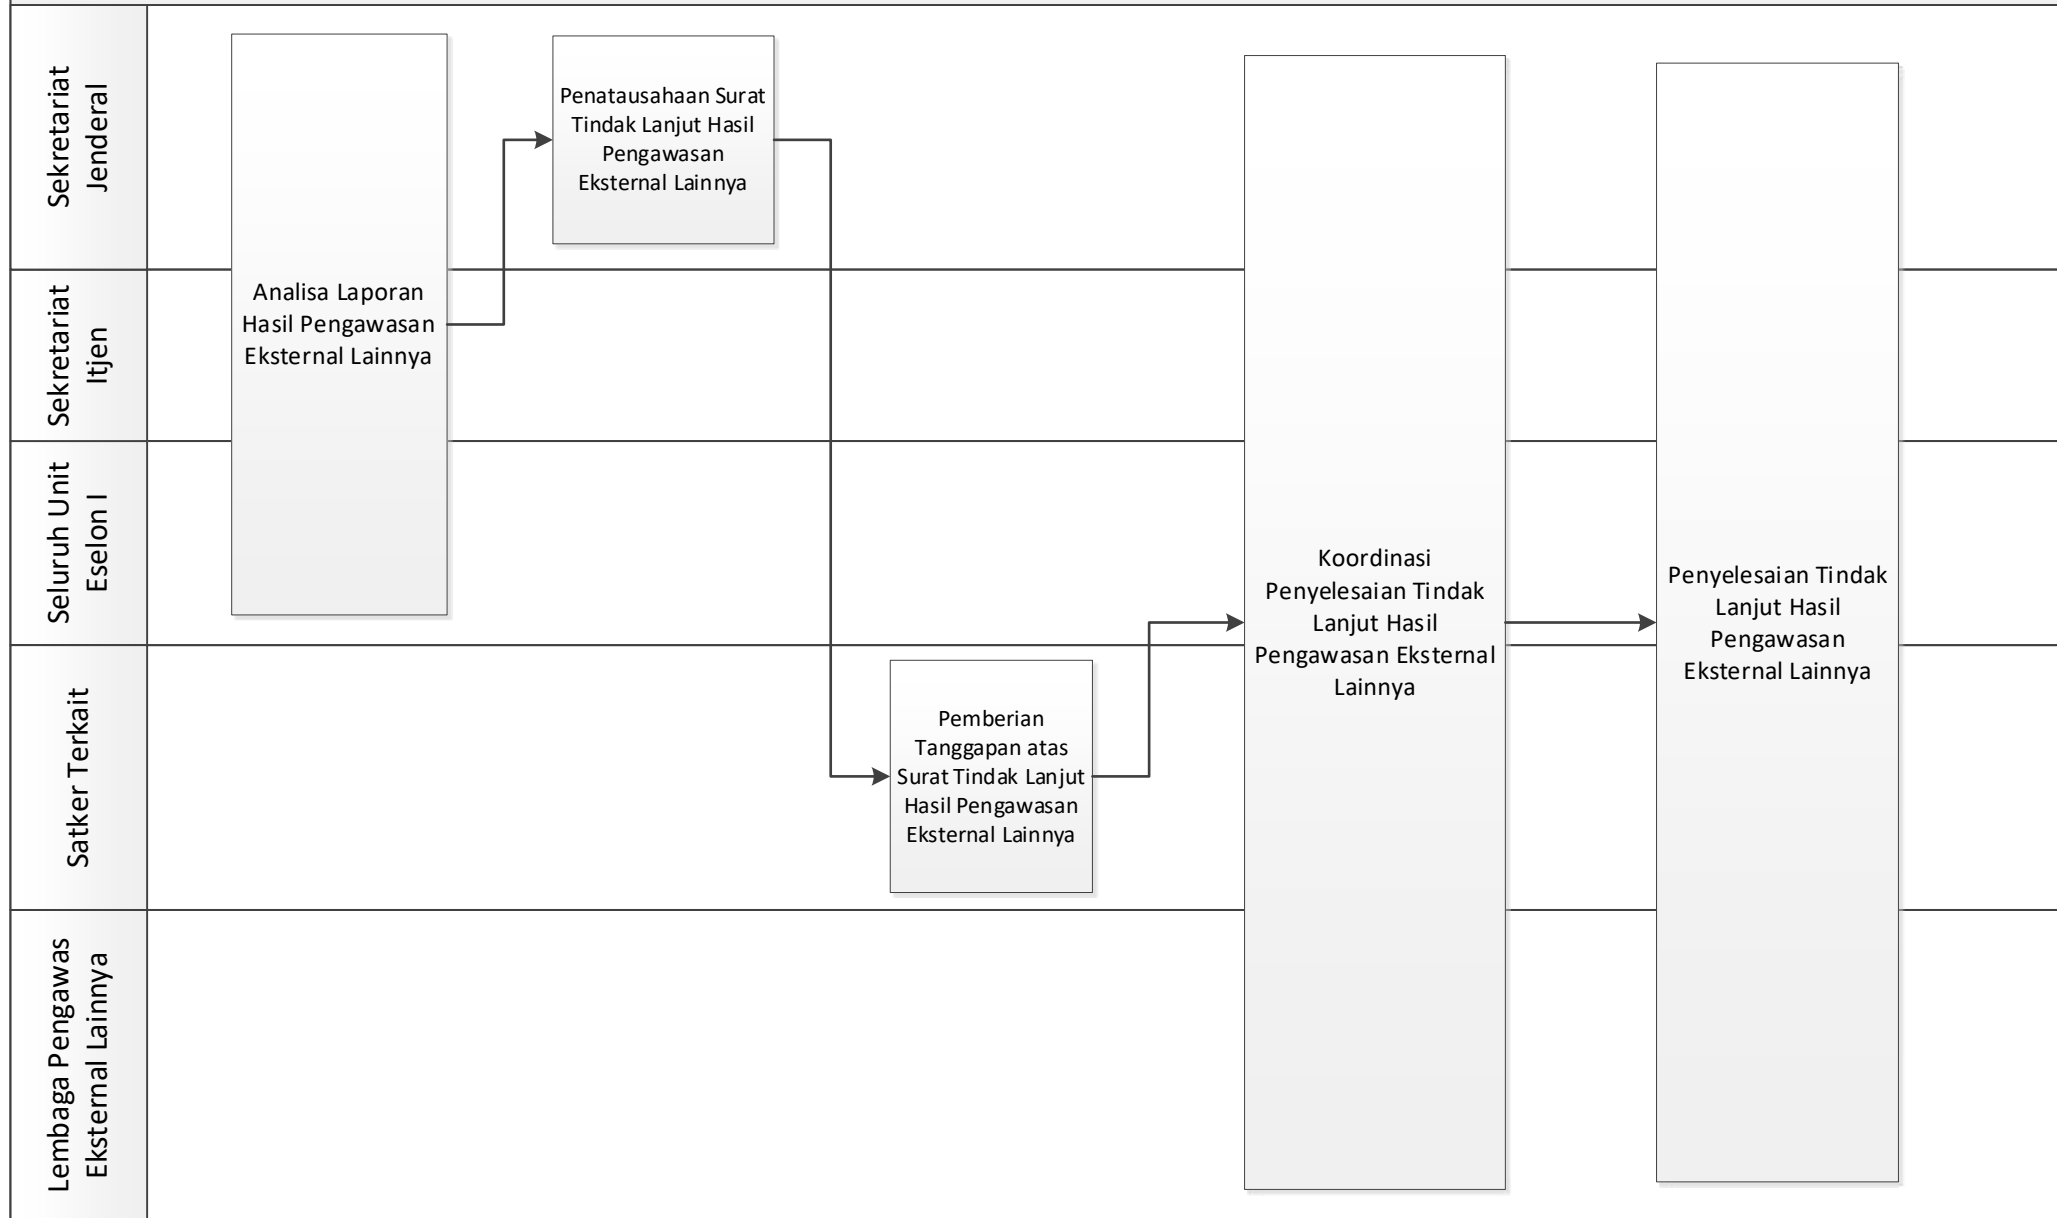 Sekretariat
Jenderal
Sekretariat
Itjen
Seluruh Unit
Eselon I
Satker Terkait
Lembaga Pengawas
Eksternal Lainnya
Analisa Laporan
Hasil Pengawasan
Eksternal Lainnya
Penatausahaan Surat
Tindak Lanjut Hasil
Pengawasan
Eksternal Lainnya
Pemberian
Tanggapan atas
Surat Tindak Lanjut
Hasil Pengawasan
Eksternal Lainnya
Koordinasi
Penyelesaian Tindak
Lanjut Hasil
Pengawasan Eksternal
Lainnya
Penyelesaian Tindak
Lanjut Hasil
Pengawasan
Eksternal Lainnya